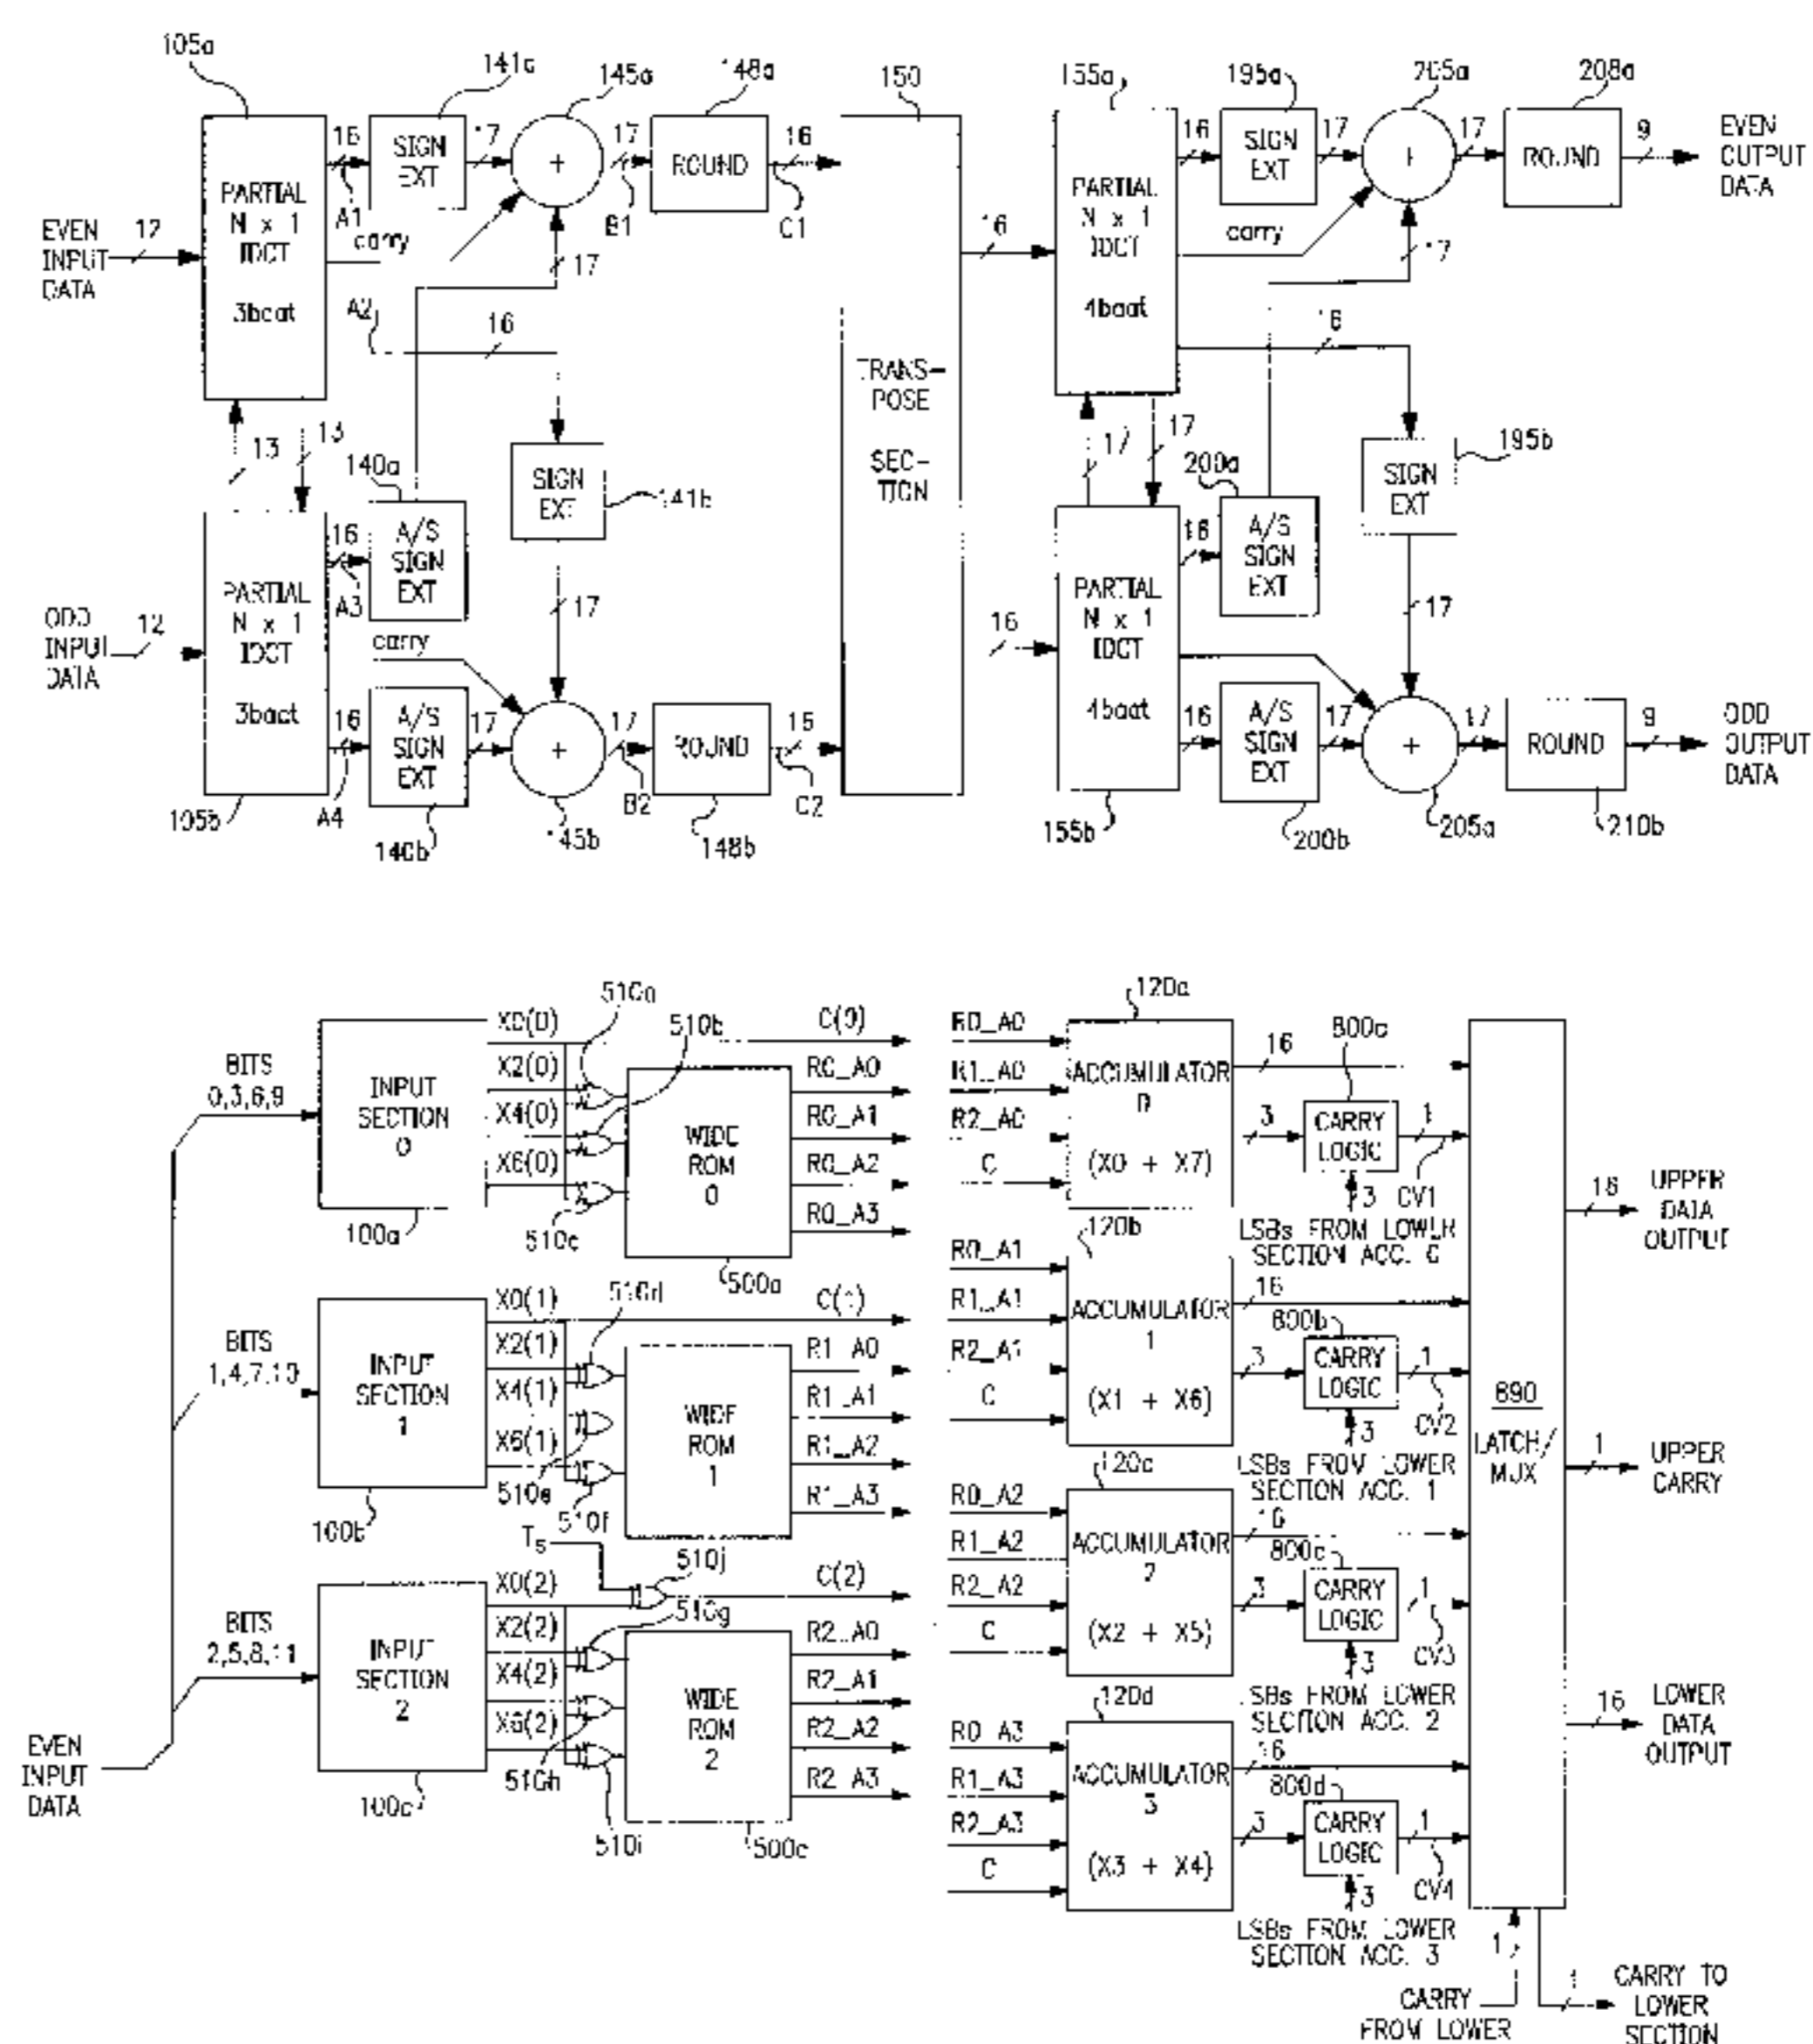 105a
141a
145a
148a
150
155a
195a
205a
208a
16
SIGN
EXT
17
+
17
ROUND
16
16
SIGN
EXT
17
+
17
ROUND
9
EVEN
OUTPUT
DATA
PARTIAL
N x 1
IDCT
3baat
A1
carry
B1
C1
PARTIAL
N x 1
IDCT
4baat
carry
EVEN
INPUT
DATA
12
17
16
17
A2
16
16
TRANS-
POSE
SEC-
TION
13
13
140a
SIGN
EXT
141b
17
17
200a
SIGN
EXT
195b
PARTIAL
N x 1
IDCT
3baat
16
A3
A/S
SIGN
EXT
PARTIAL
N x 1
IDCT
4baat
16
A/S
SIGN
EXT
ODD
INPUT
DATA
12
carry
17
16
17
16
A/S
SIGN
EXT
17
+
17
ROUND
16
A/S
SIGN
EXT
17
+
17
ROUND
9
ODD
OUTPUT
DATA
105b
A4
140b
145b
B2
148b
C2
155b
200b
205a
210b
510a
120a
X0(0)
510b
C(0)
R0_A0
800a
BITS
0,3,6,9
INPUT
SECTION
0
X2(0)
X4(0)
X6(0)
WIDE
ROM
0
R0_A0
R0_A1
R0_A2
R0_A3
R1_A0
R2_A0
C
ACCUMULATOR
0
(X0 + X7)
16
3
CARRY
LOGIC
1
3
CV1
100a
510c
500a
120b
LSBs FROM LOWER
SECTION ACC. 0
16
UPPER
DATA
OUTPUT
X0(1)
510d
C(1)
R0_A1
800b
BITS
1,4,7,10
INPUT
SECTION
1
X2(1)
X4(1)
X6(1)
WIDE
ROM
1
R1_A0
R1_A1
R1_A2
R1_A3
R1_A1
R2_A1
C
ACCUMULATOR
1
(X1 + X6)
16
3
CARRY
LOGIC
1
3
CV2
890
LATCH/
MUX
1
UPPER
CARRY
100b
510e
510f
120c
LSBs FROM LOWER
SECTION ACC. 1
Ts
510j
X0(2)
C(2)
510g
R0_A2
800c
BITS
2,5,8,11
INPUT
SECTION
2
X2(2)
X4(2)
X6(2)
WIDE
ROM
2
R2_A0
R2_A1
R2_A2
R2_A3
R1_A2
R2_A2
C
ACCUMULATOR
2
(X2 + X5)
16
3
CARRY
LOGIC
1
3
CV3
100c
510h
510i
500c
120d
LSBs FROM LOWER
SECTION ACC. 2
16
LOWER
DATA
OUTPUT
EVEN
INPUT
DATA
R0_A3
R1_A3
R2_A3
C
ACCUMULATOR
3
(X3 + X4)
16
800d
3
CARRY
LOGIC
1
3
CV4
LSBs FROM LOWER
SECTION ACC. 3
1
CARRY
FROM LOWER
1
CARRY TO
LOWER
SECTION